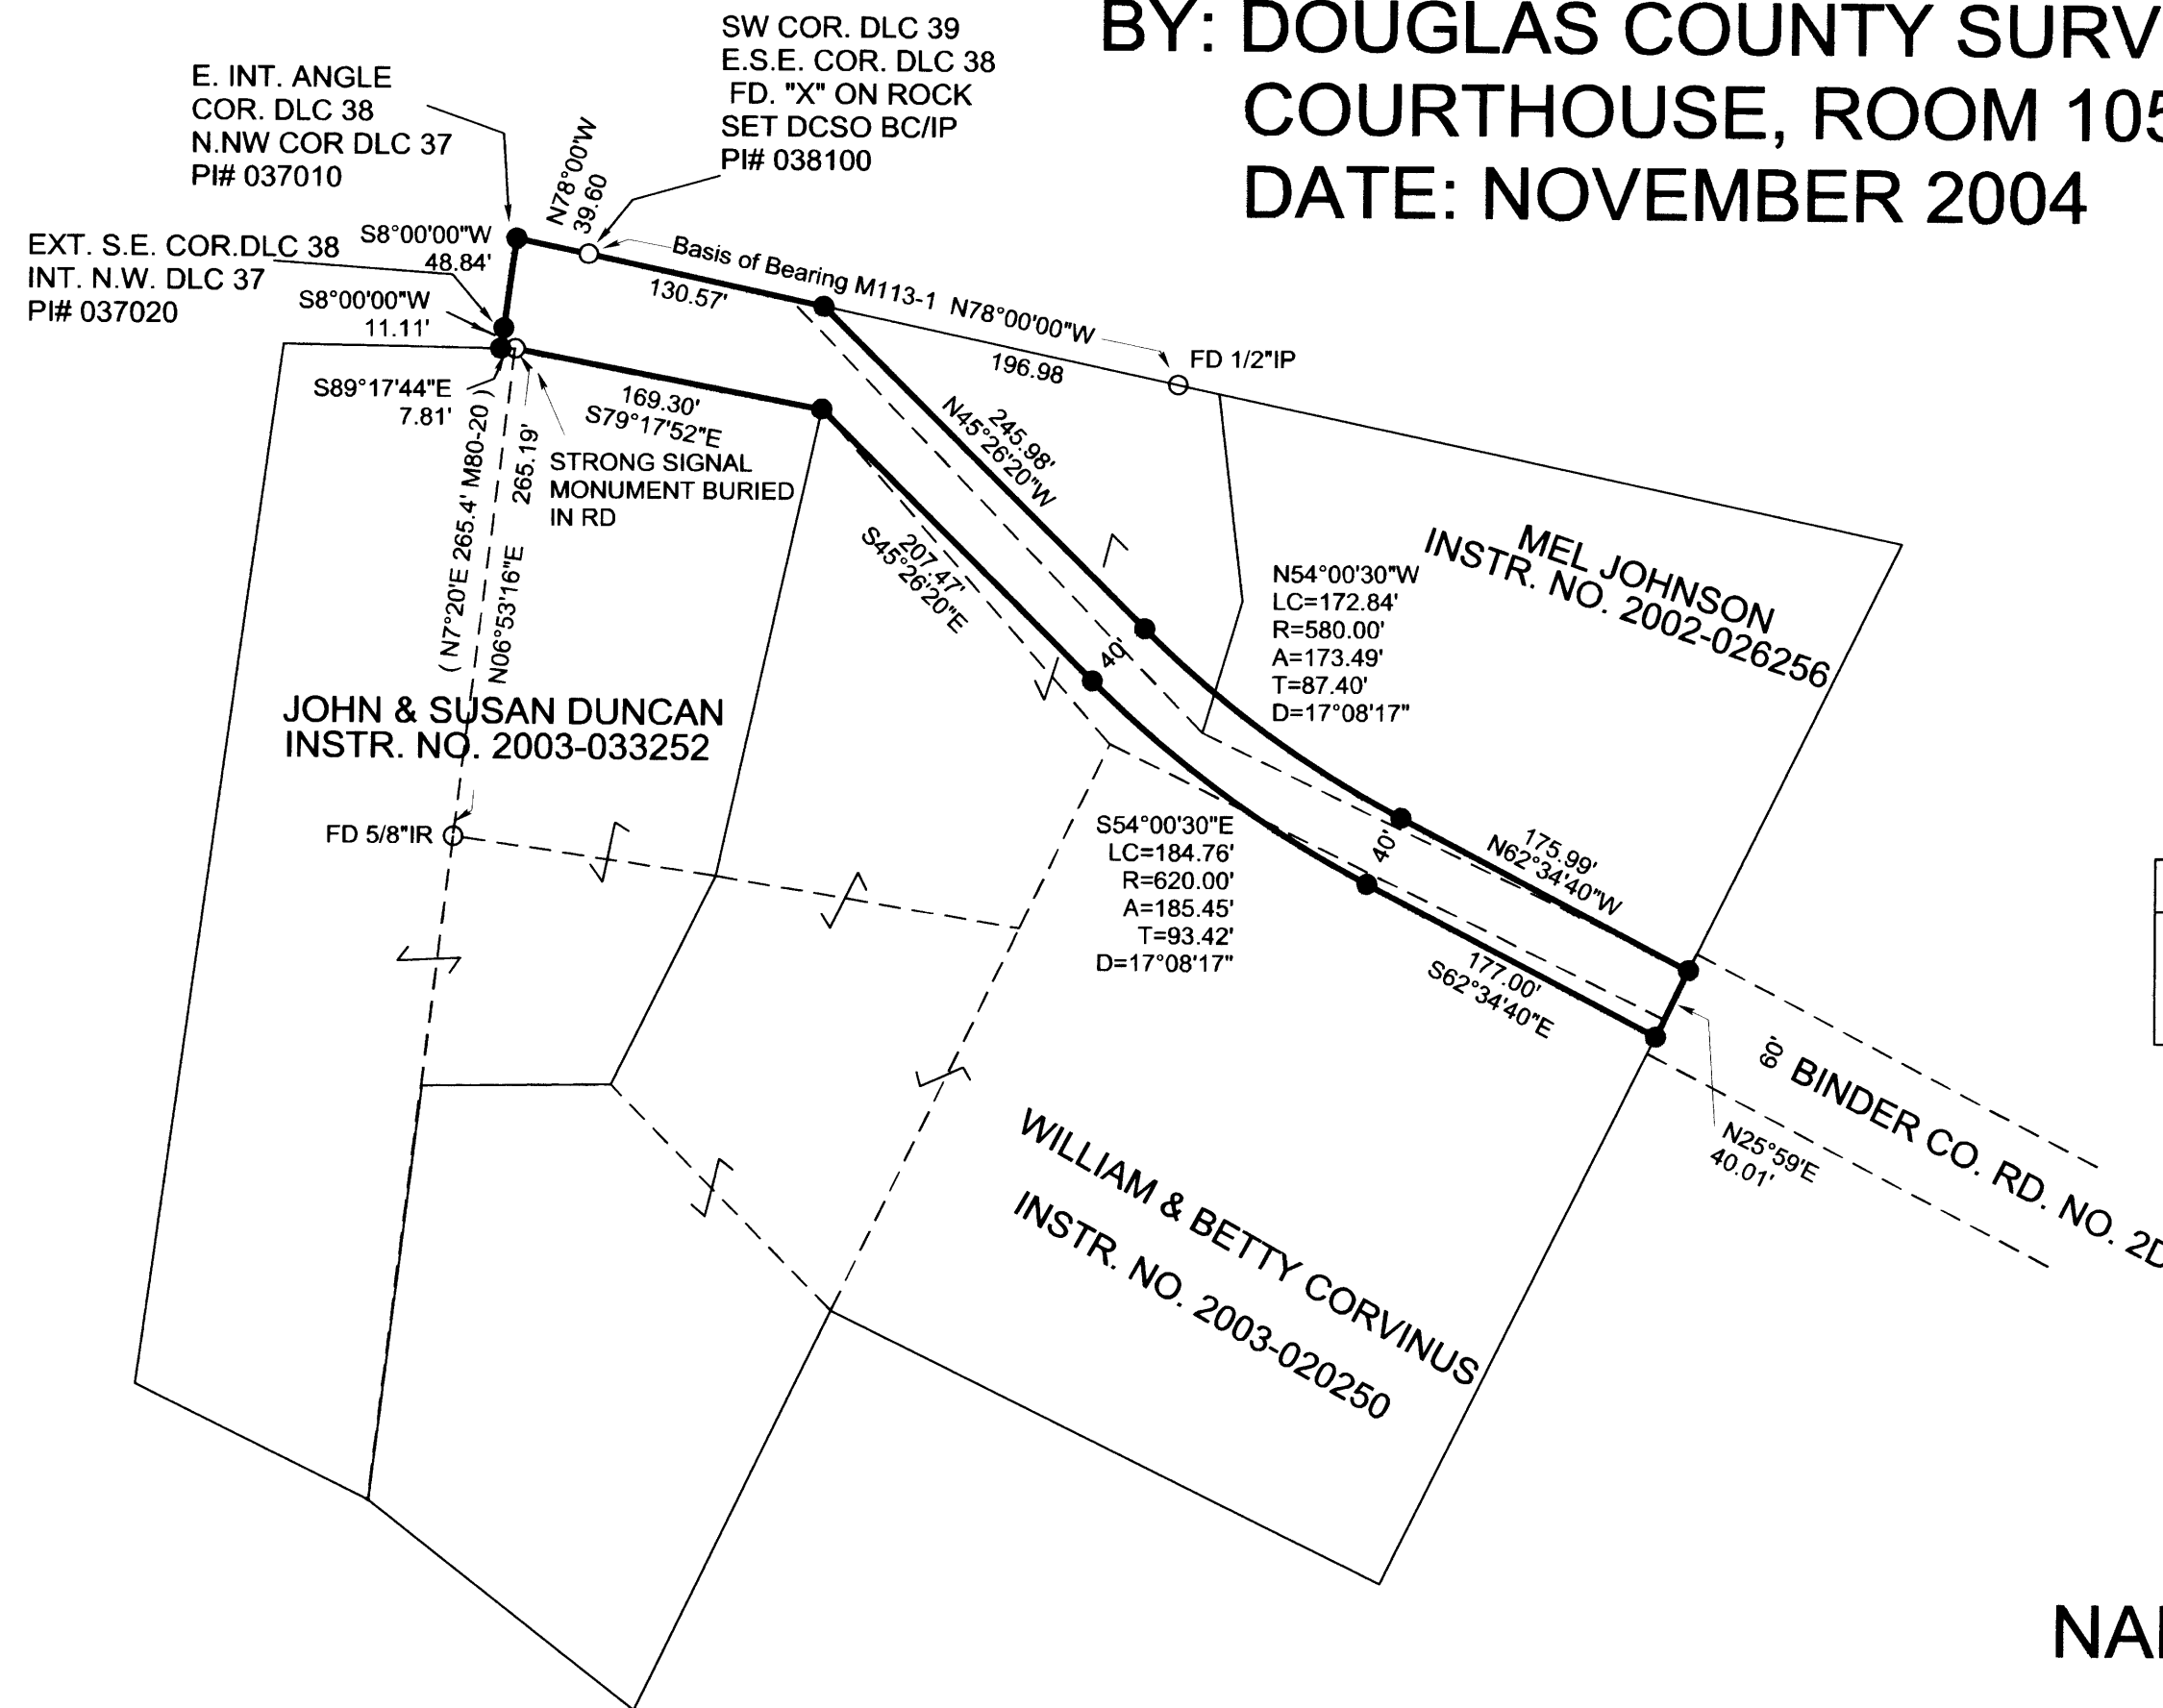 BY: DOUGLAS COUNTY SURV
COURTHOUSE, ROOM 105
DATE: NOVEMBER 2004
SW COR. DLC 39
E.S.E. COR. DLC 38
FD. "X" ON ROCK
SET DCSO BC/IP
PI# 038100
E. INT. ANGLE
COR. DLC 38
N.NW COR DLC 37
PI# 037010
N78°00'W
39.60
EXT. S.E. COR.DLC 38
INT. N.W. DLC 37
PI# 037020
S8°00'00"W
48.84'
S8°00'00"W
11.11'
Basis of Bearing M113-1 N78°00'00"W
130.57'
196.98
FD 1/2"IP
S89°17'44"E
7.81'
169.30'
S79°17'52"E
STRONG SIGNAL
MONUMENT BURIED
IN RD
( N7°20'E 265.4' M80-20 )
N06°53'16"E 265.19'
245.98'
N45°26'20"W
207.47'
S45°26'20"E
MEL JOHNSON
INSTR. NO. 2002-026256
N54°00'30"W
LC=172.84'
R=580.00'
A=173.49'
T=87.40'
D=17°08'17"
40'
JOHN & SUSAN DUNCAN
INSTR. NO. 2003-033252
FD 5/8"IR
S54°00'30"E
LC=184.76'
R=620.00'
A=185.45'
T=93.42'
D=17°08'17"
40'
175.99'
N62°34'40"W
177.00'
S62°34'40"E
60'
BINDER CO. RD. NO. 2D
N25°59'E
40.01'
WILLIAM & BETTY CORVINUS
INSTR. NO. 2003-020250